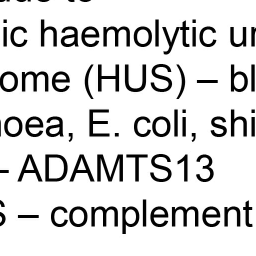 ic haemolytic ur
ome (HUS) – bl
oea, E. coli, shi
– ADAMTS13
S – complement